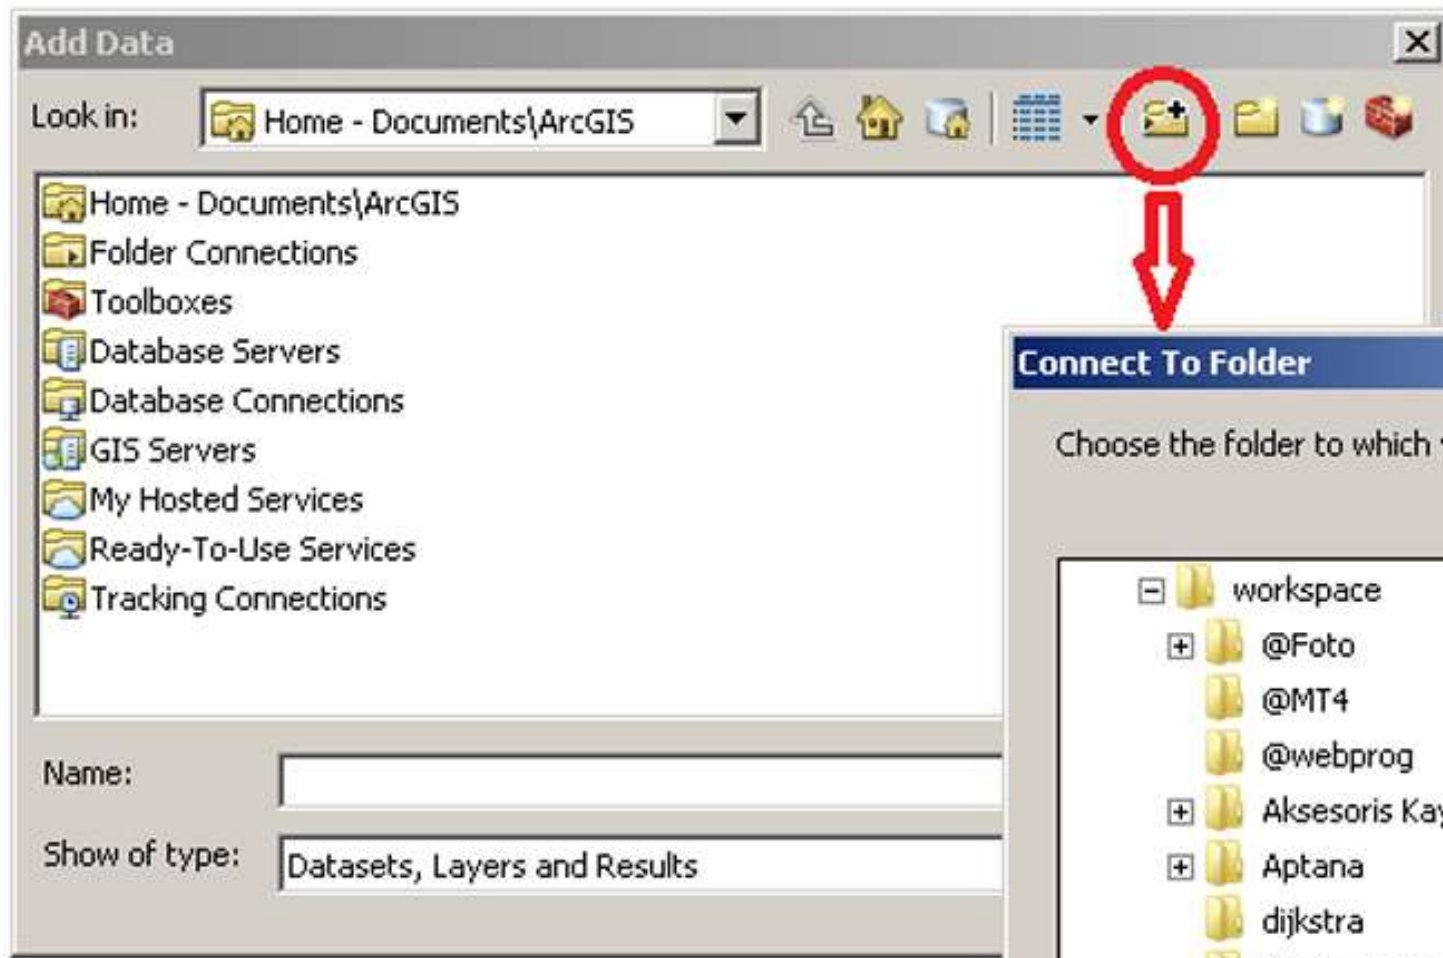 Add Data
Look in:
Home - Documents\ArcGIS
Home - Documents\ArcGIS
Folder Connections
Toolboxes
Database Servers
Database Connections
GIS Servers
My Hosted Services
Ready-To-Use Services
Tracking Connections
Name:
Show of type:
Datasets, Layers and Results
Connect To Folder
Choose the folder to which
workspace
@Foto
@MT4
@webprog
Aksesoris Kay
Aptana
dijkstra